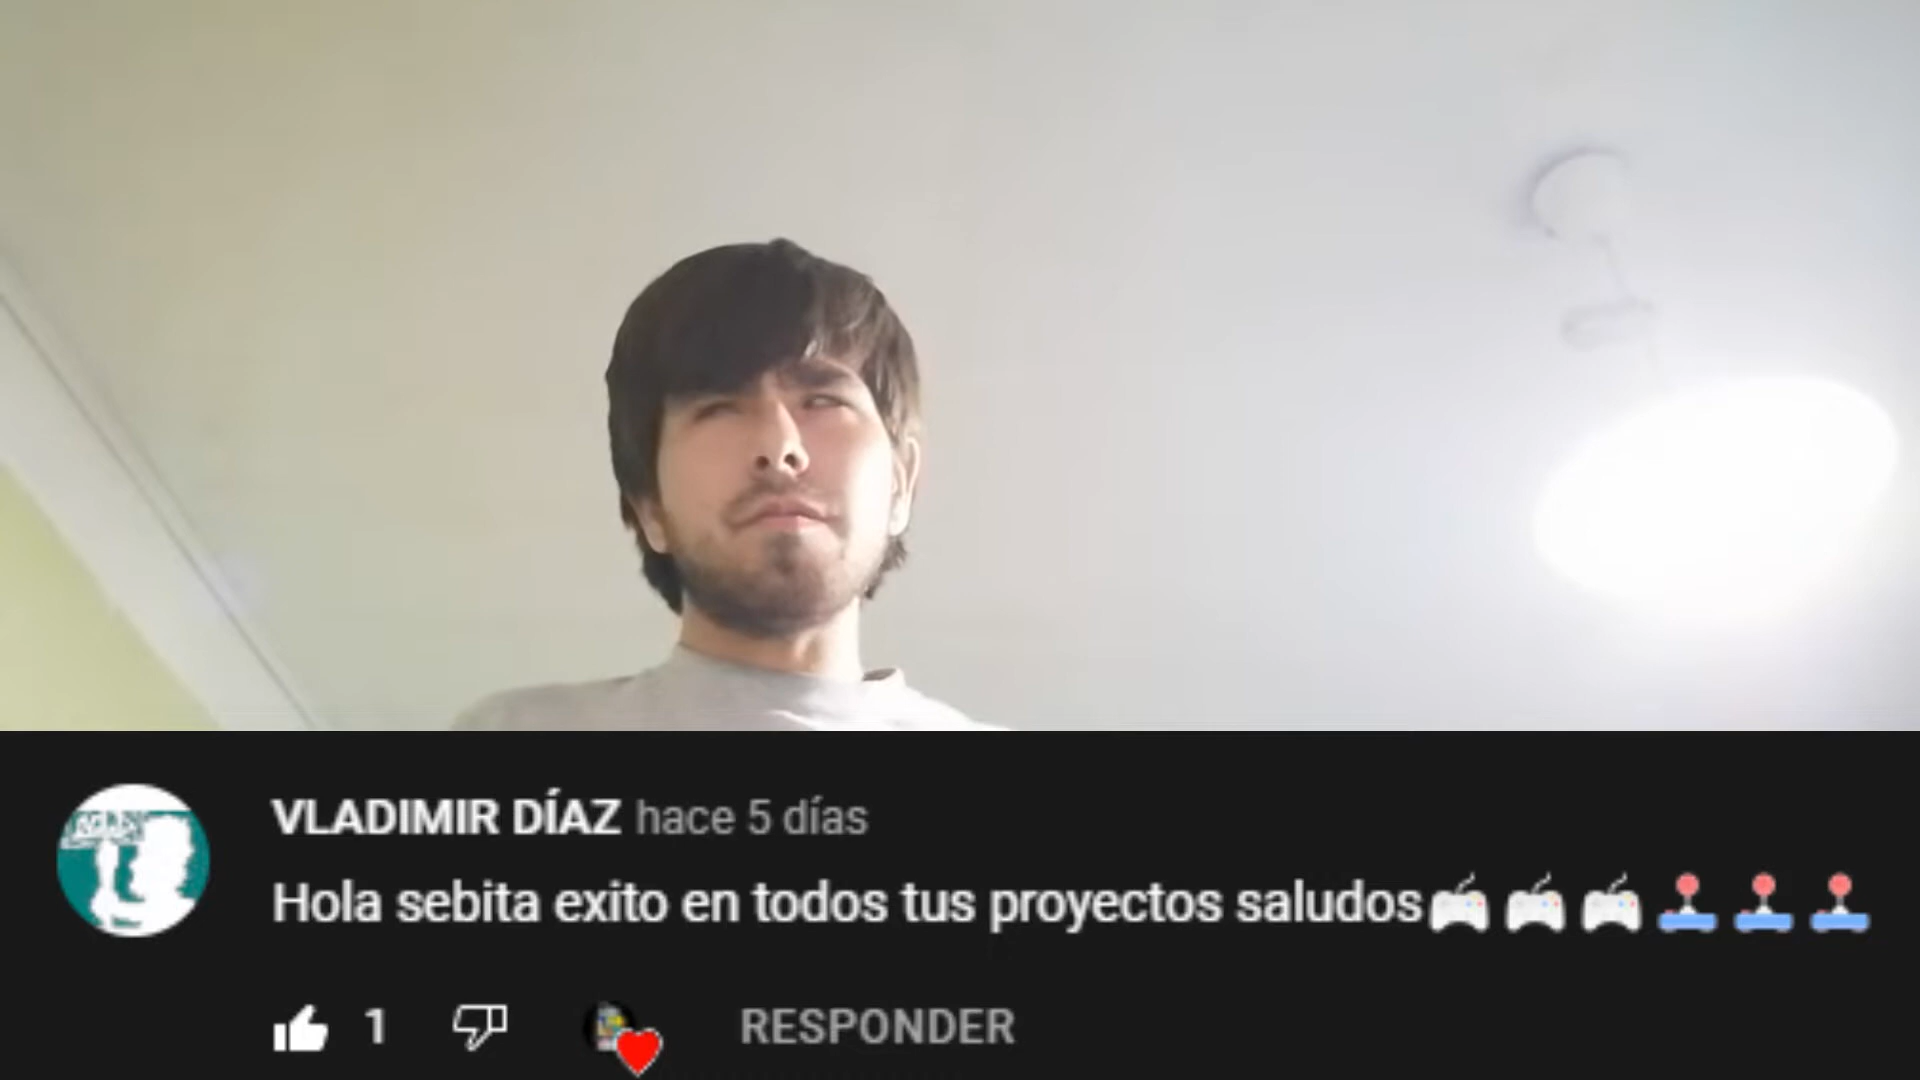 VLADIMIR DÍAZ hace 5 días
Hola sebita exito en todos tus proyectos saludos🎮🎮🎮🕹️🕹️🕹️
1 RESPONDER